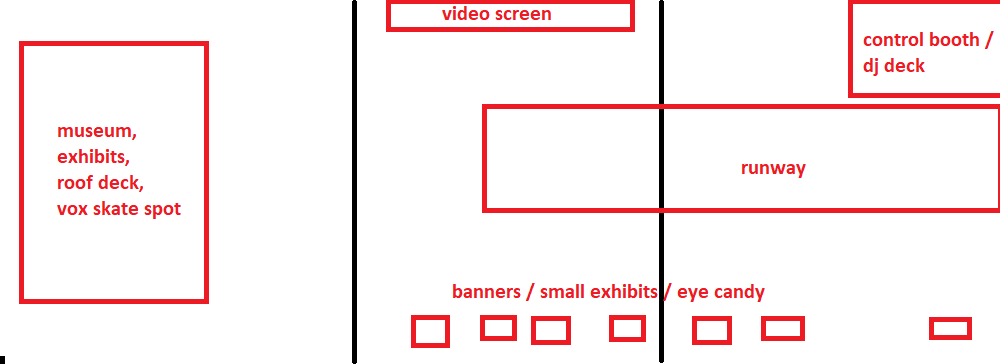 video screen
control booth /
dj deck
museum,
exhibits,
roof deck,
vox skate spot
runway
banners / small exhibits / eye candy